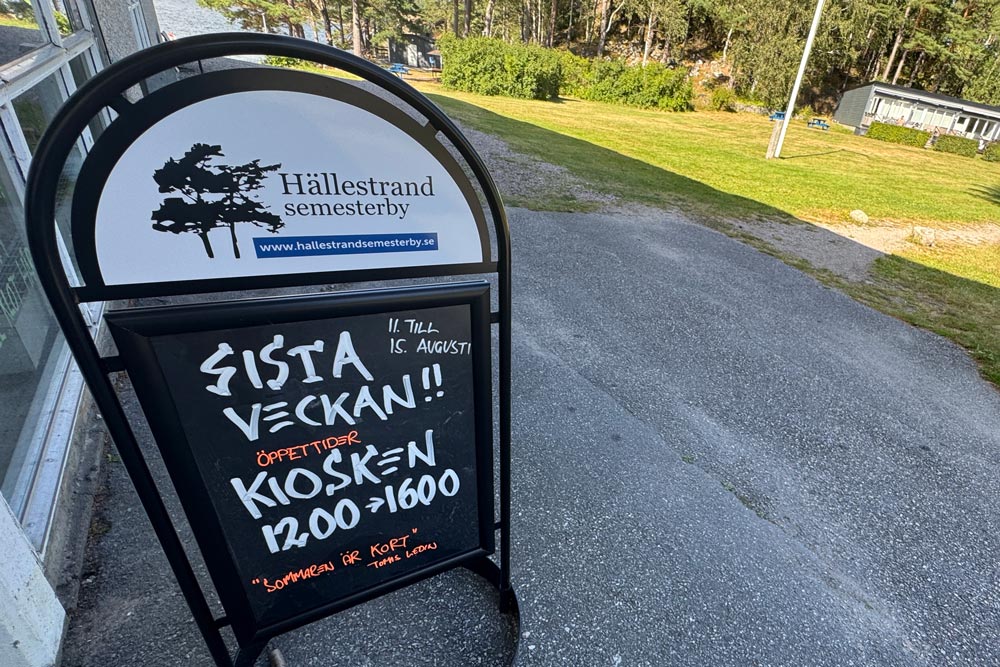 Hällestrand
semesterby
www.hallestrandsemesterby.se
11. TILL
15. AUGUSTI
SISTA
VECKAN!!
ÖPPETTIDER
KIOSKEN
1200→1600
"SOMMAREN ÄR KORT"
TOMAS LEDIN